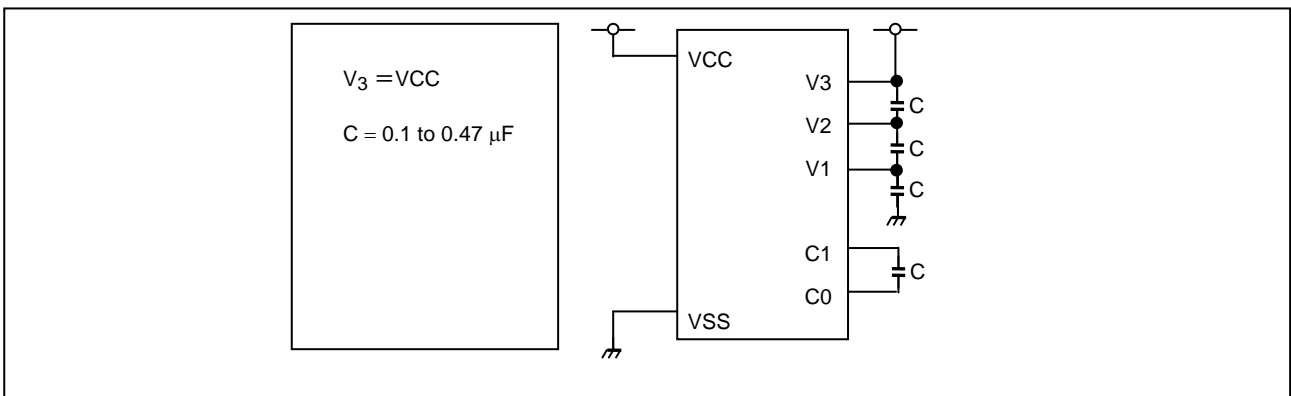 V3 =VCC
C = 0.1 to 0.47 μF
VCC
V3
C
V2
C
V1
C
C1
C
C0
VSS